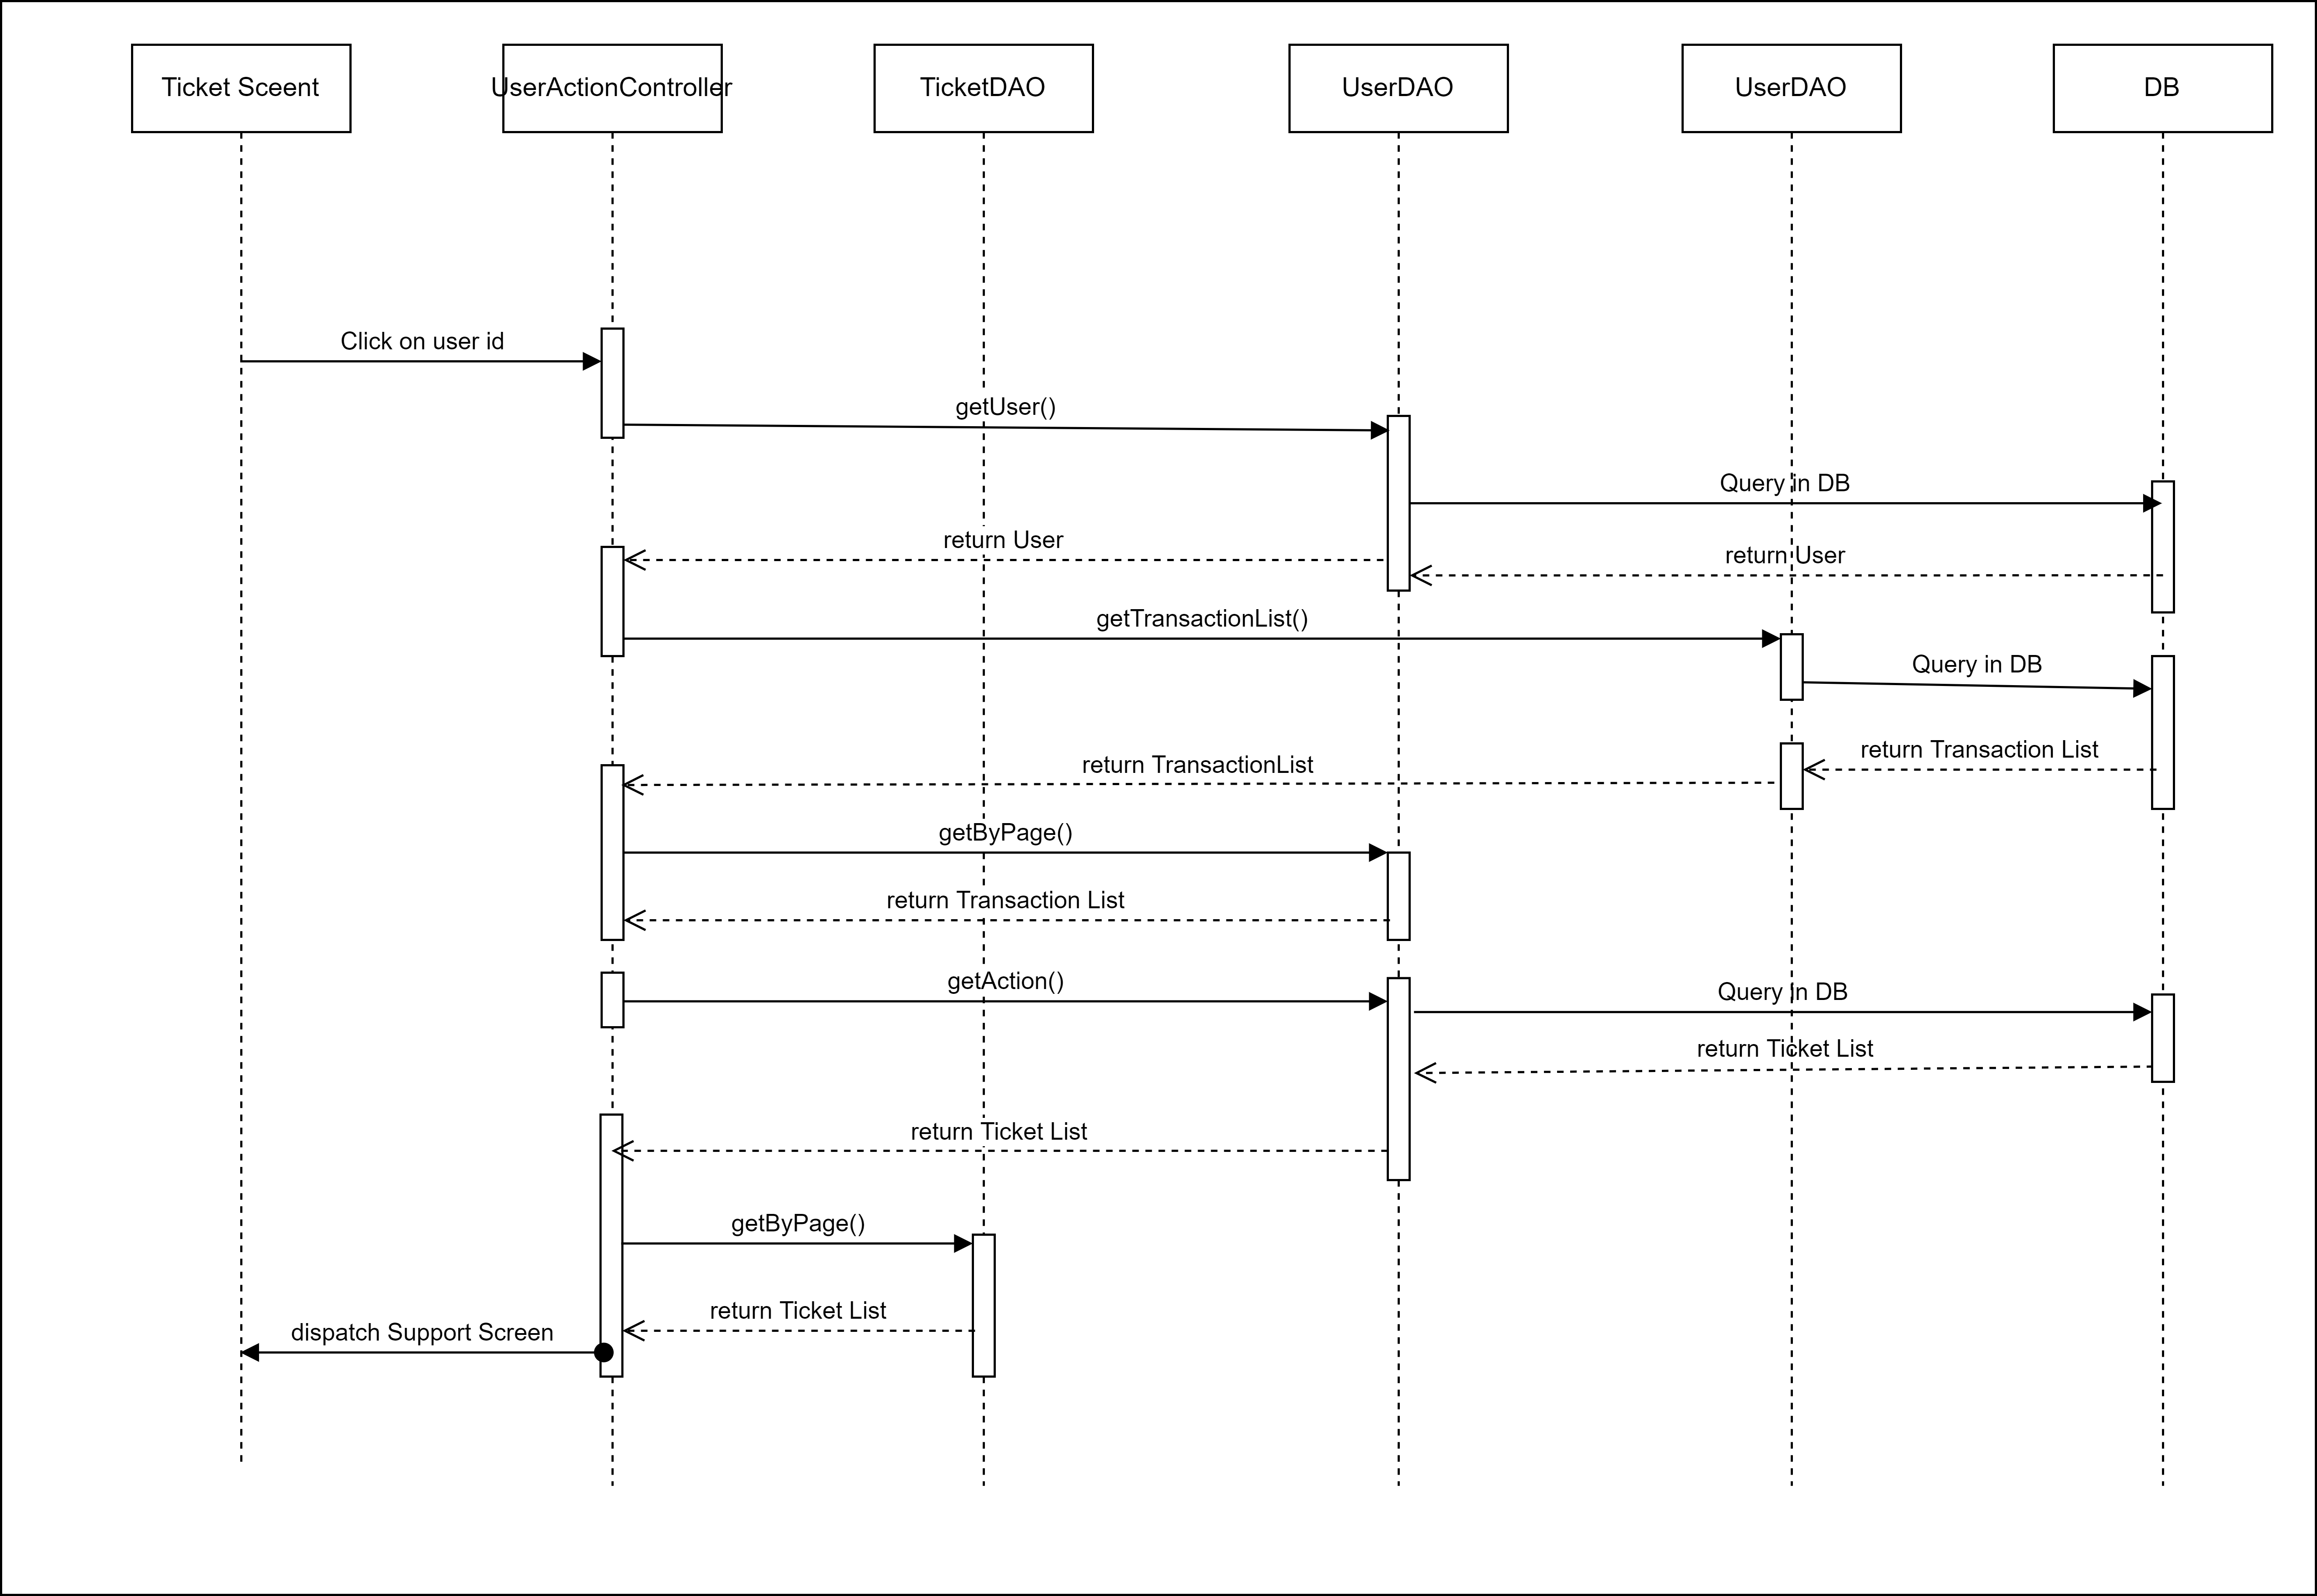 Ticket Sceent
UserActionController
TicketDAO
UserDAO
UserDAO
DB
Click on user id
getUser()
Query in DB
return User
return User
getTransactionList()
Query in DB
return Transaction List
return TransactionList
getByPage()
return Transaction List
getAction()
Query in DB
return Ticket List
return Ticket List
getByPage()
return Ticket List
dispatch Support Screen